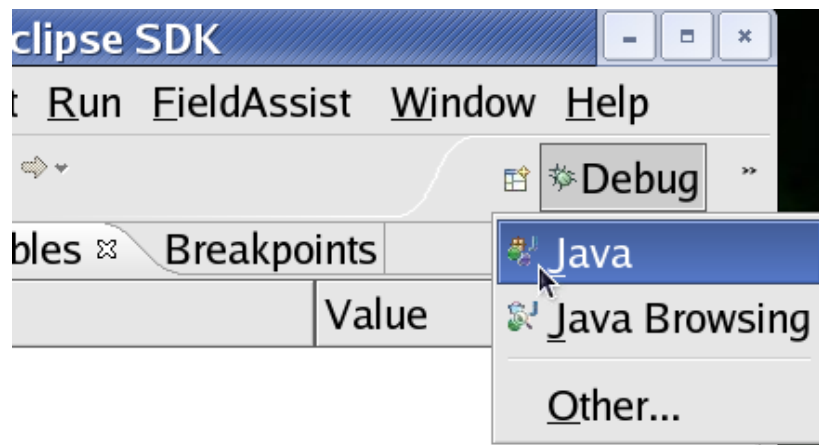 clipse SDK
t Run FieldAssist Window Help
Debug »
bles Breakpoints
Java
Value
Java Browsing
Other...